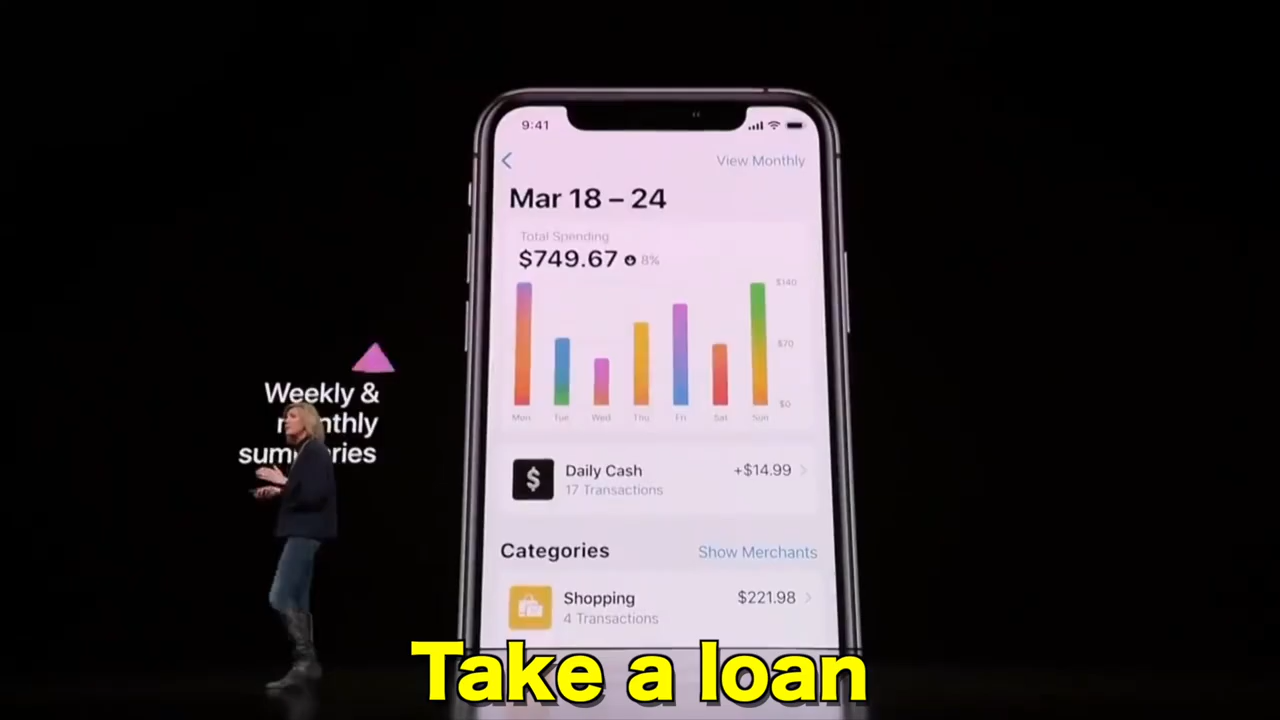 9:41
View Monthly
Mar 18 – 24
Total Spending
$749.67 8%
$140
$70
$0
Mon Tue Wed Thu Fri Sat Sun
Daily Cash
+$14.99
17 Transactions
Categories
Show Merchants
Shopping
$221.98
4 Transactions
Weekly &
Take a loan